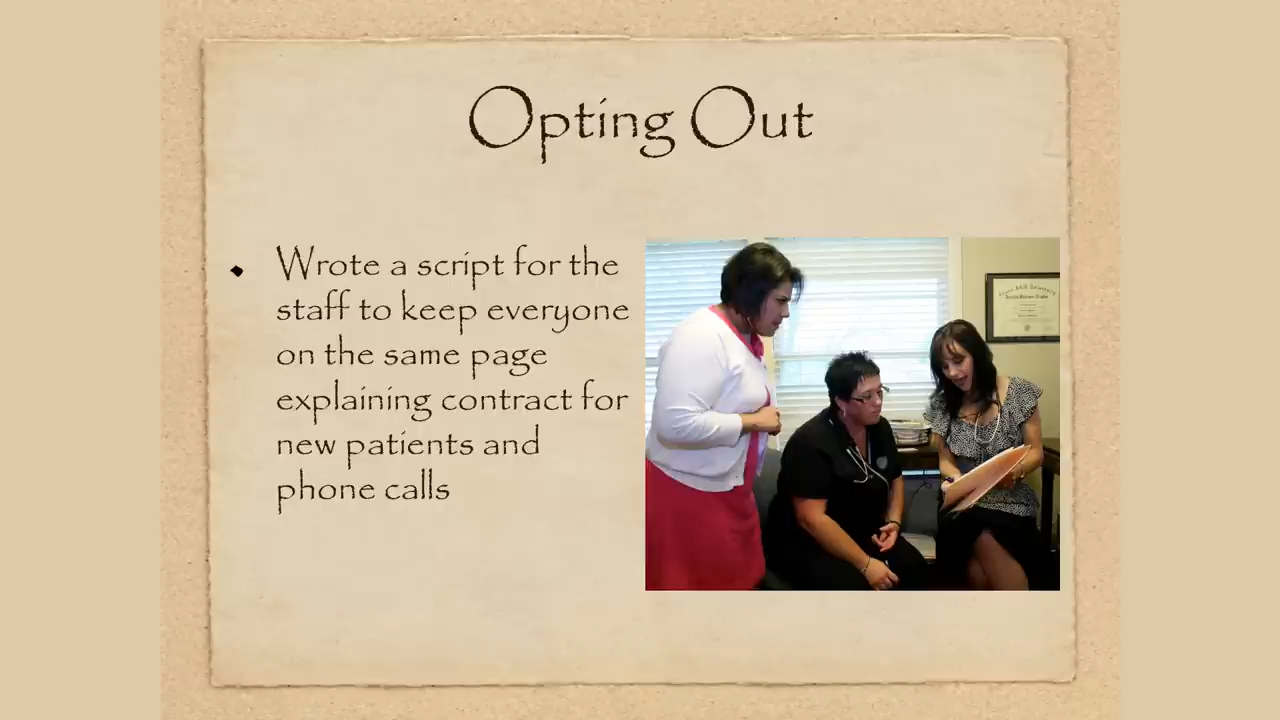 Opting Out
Wrote a script for the
staff to keep everyone
on the same page
explaining contract for
new patients and
phone calls